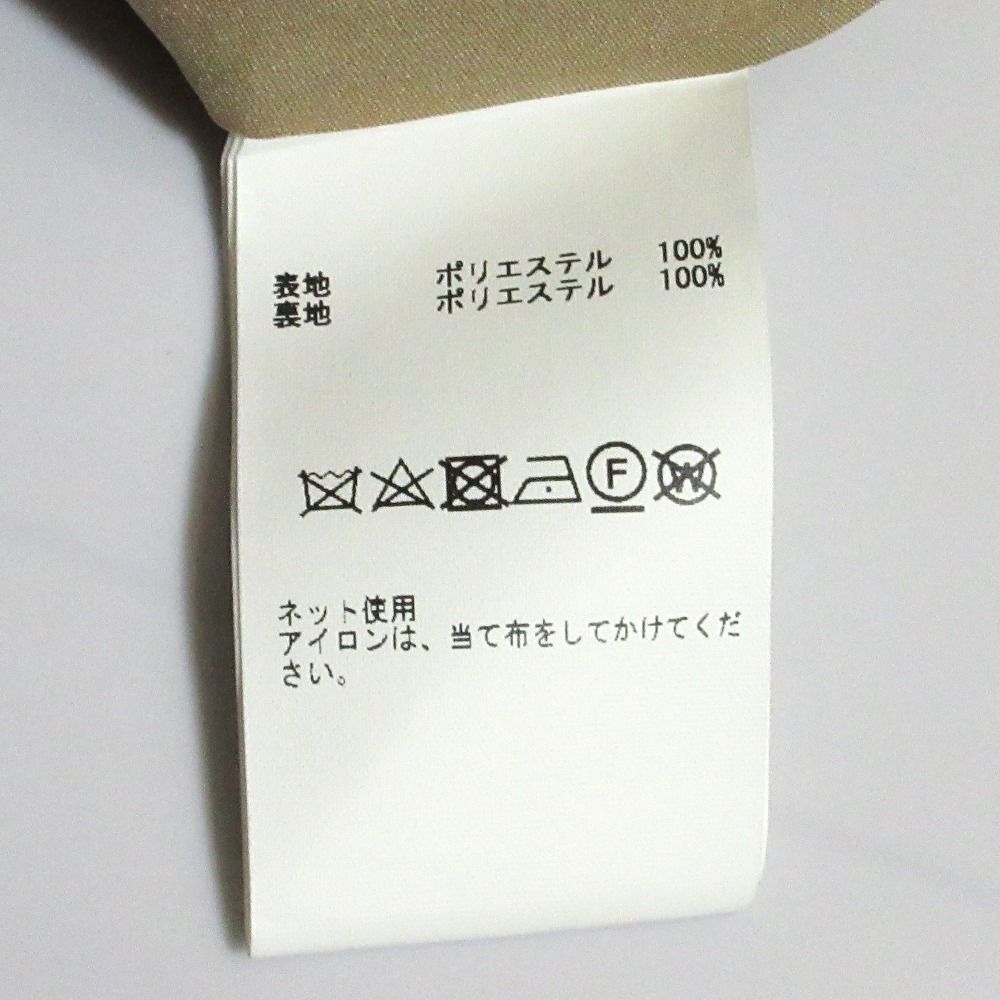 表地 ポリエステル 100%
裏地 ポリエステル 100%
F W
ネット使用
アイロンは、当て布をしてかけてくだ
さい。